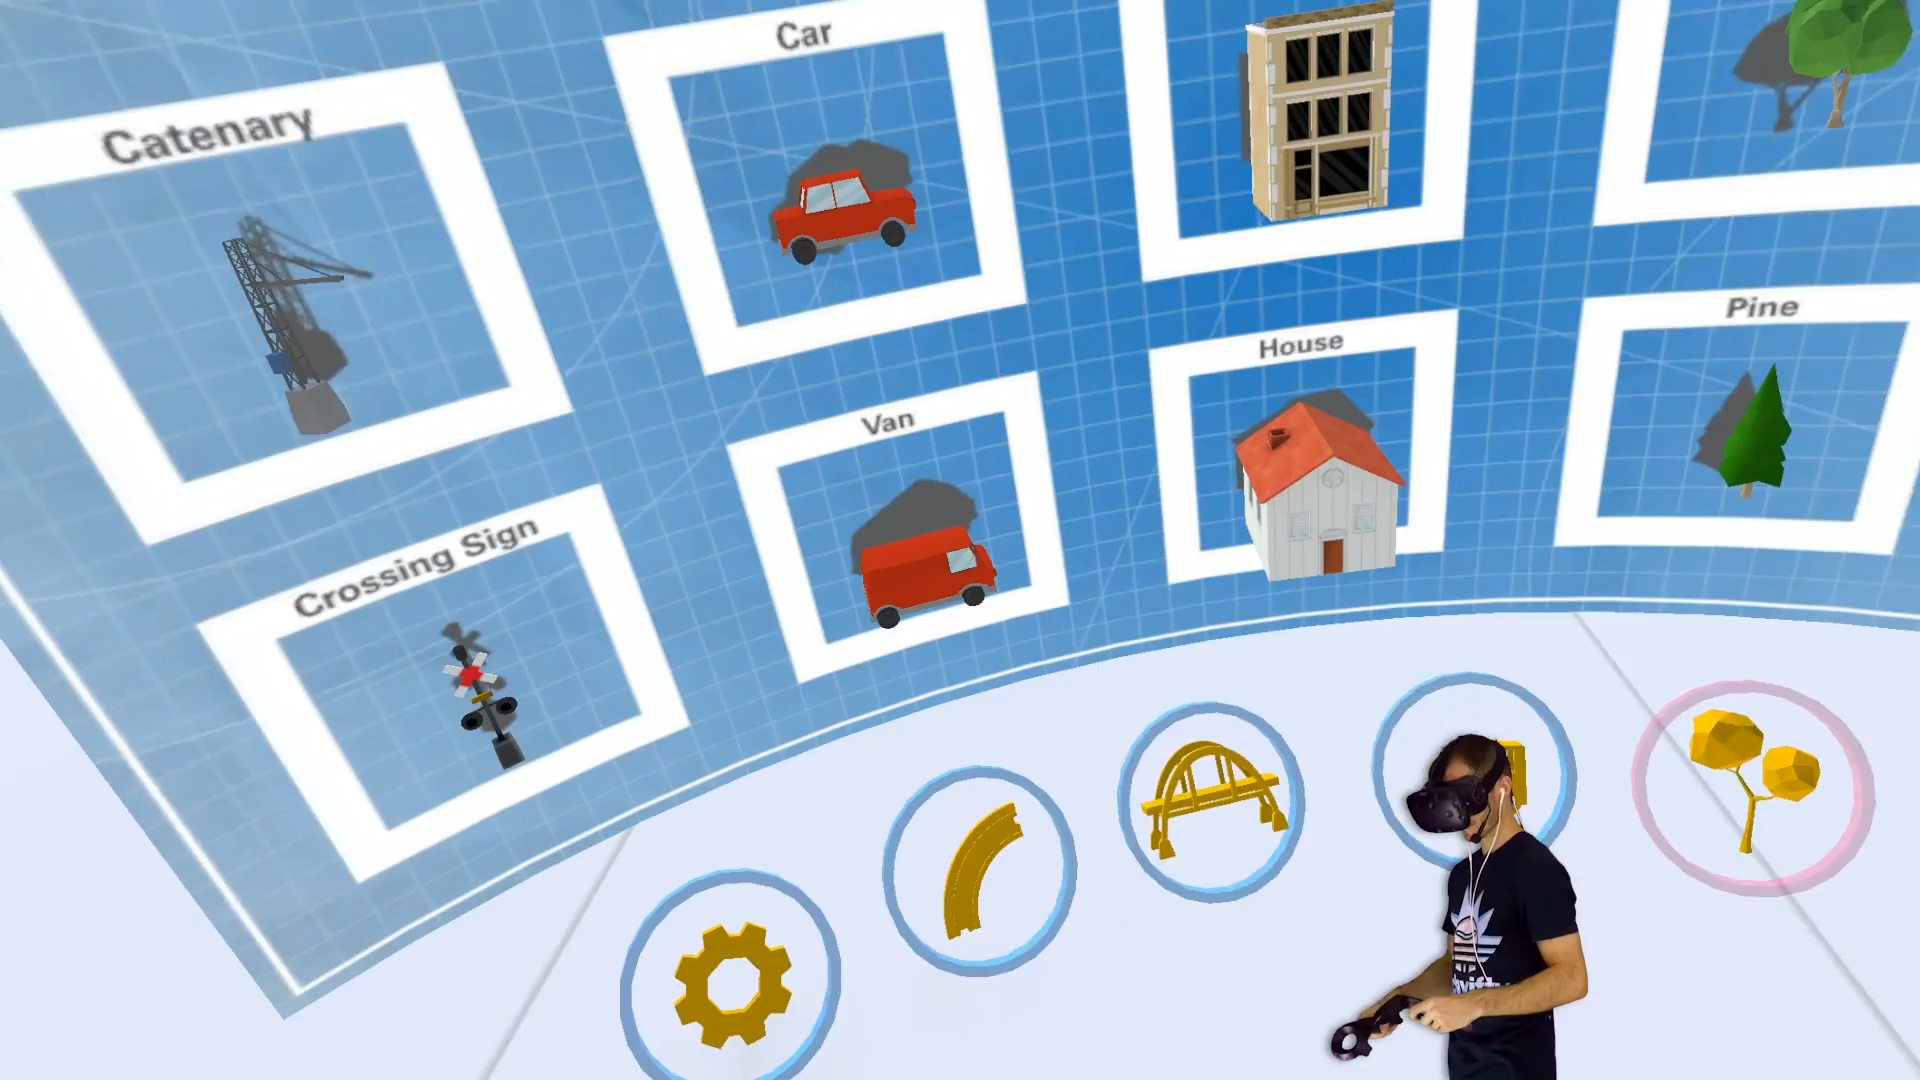 Catenary
Car
Crossing Sign
Van
House
Pine